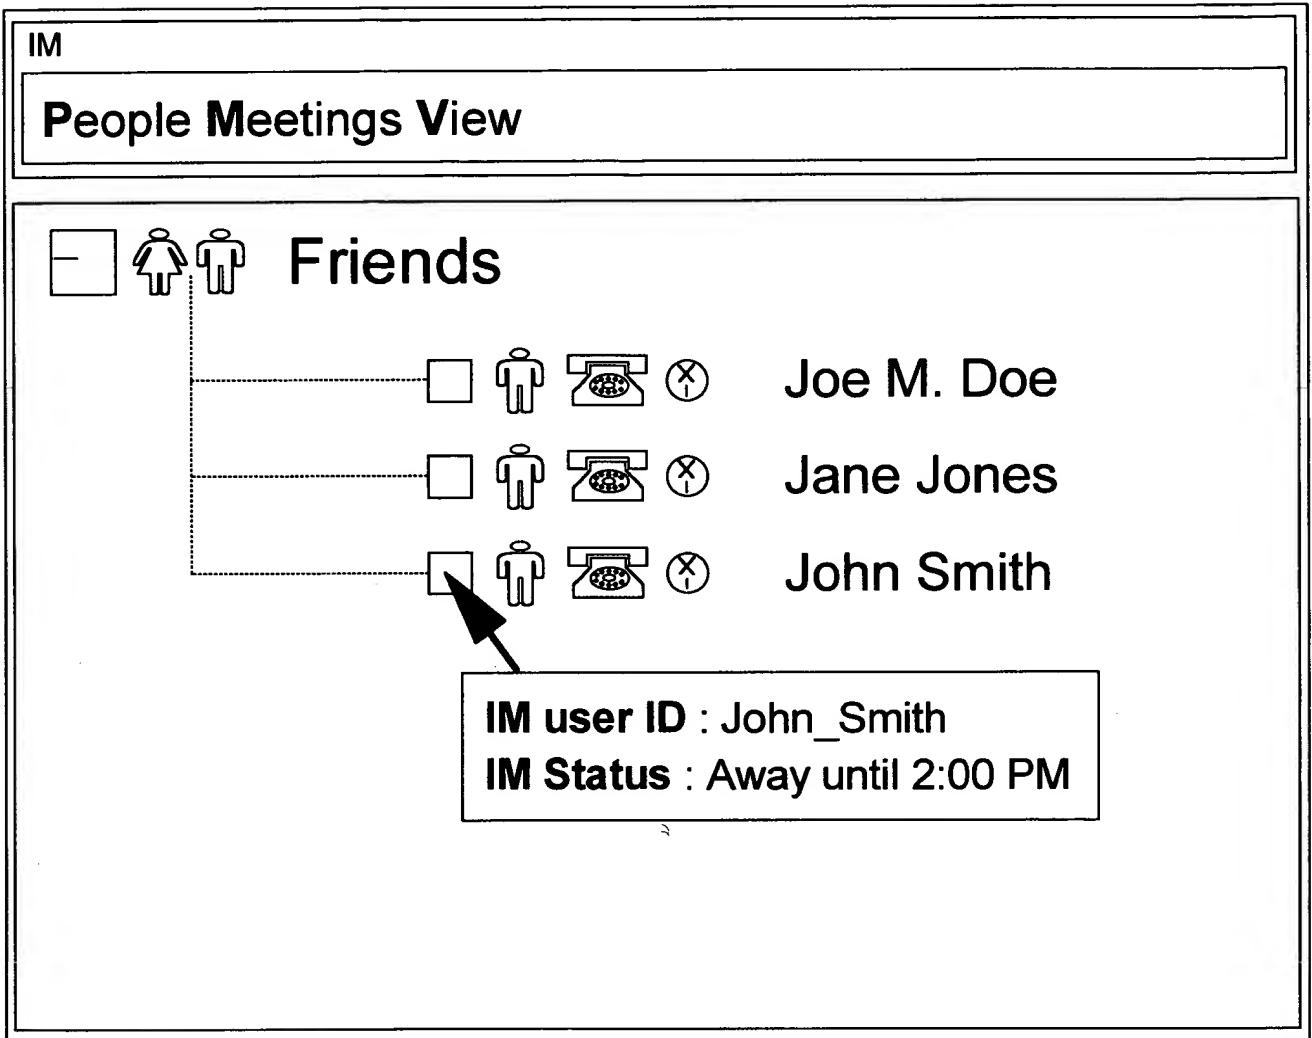 IM
People Meetings View
Friends
Joe M. Doe
Jane Jones
John Smith
IM user ID : John_Smith
IM Status : Away until 2:00 PM